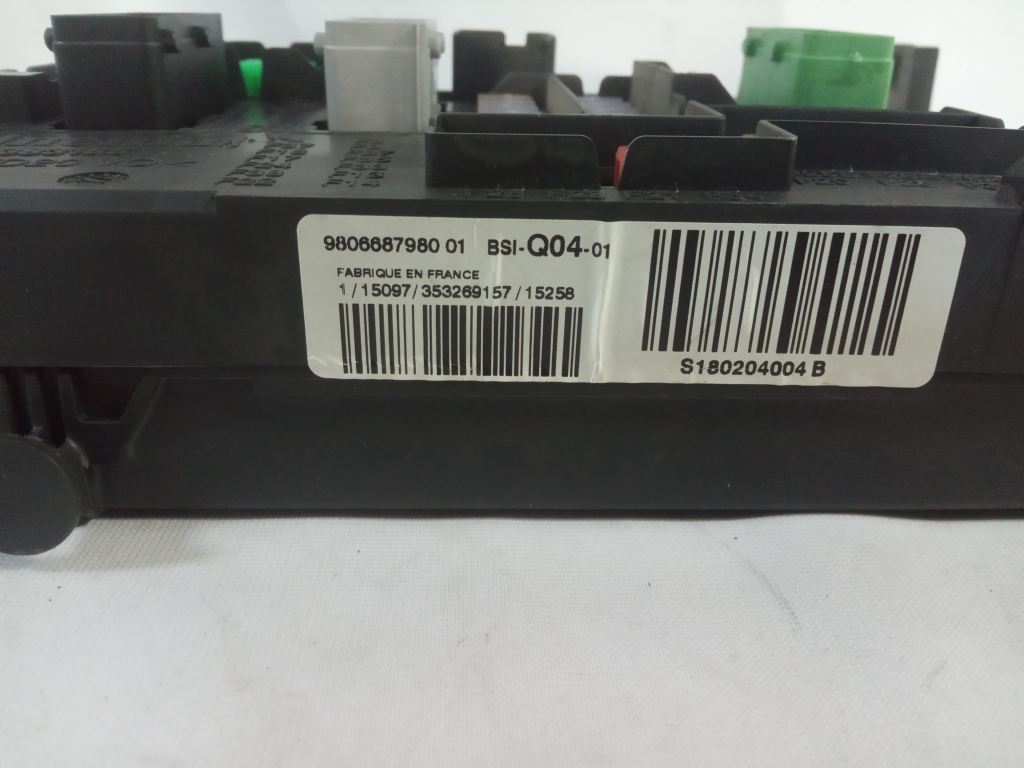 9806687980 01 BSI-Q04-01
FABRIQUE EN FRANCE
1/15097/353269157/15258
S180204004 B